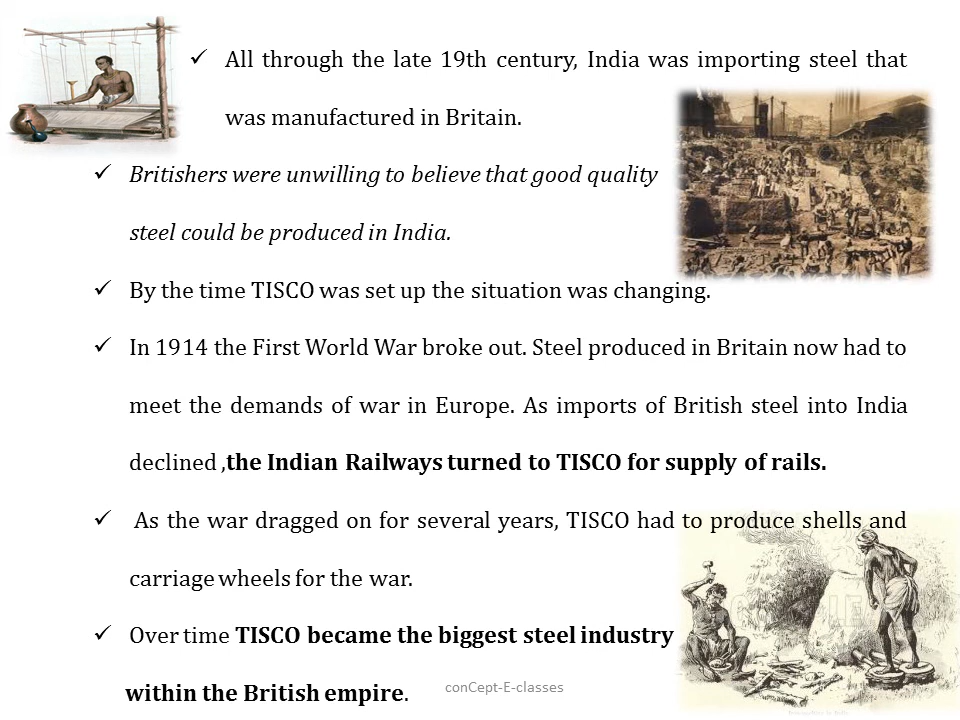 ✓ All through the late 19th century, India was importing steel that
was manufactured in Britain.
✓ Britishers were unwilling to believe that good quality
steel could be produced in India.
✓ By the time TISCO was set up the situation was changing.
✓ In 1914 the First World War broke out. Steel produced in Britain now had to
meet the demands of war in Europe. As imports of British steel into India
declined ,the Indian Railways turned to TISCO for supply of rails.
✓ As the war dragged on for several years, TISCO had to produce shells and
carriage wheels for the war.
✓ Over time TISCO became the biggest steel industry
within the British empire.
conCept-E-classes